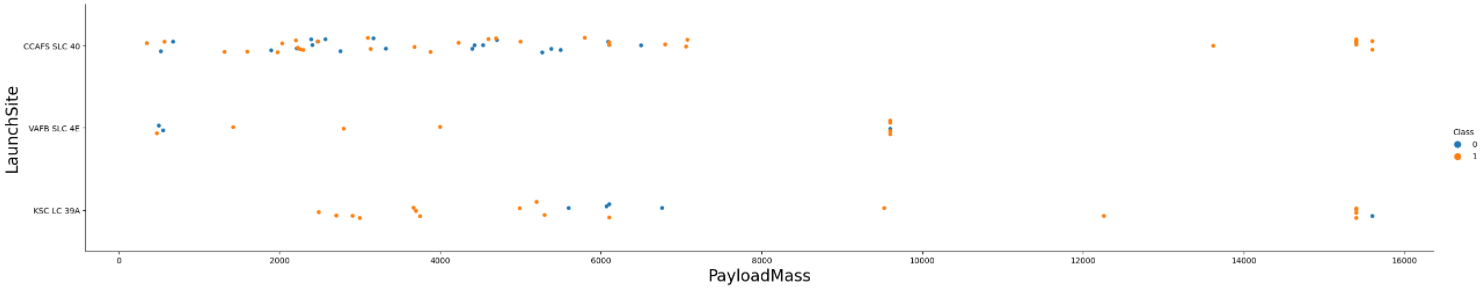 LaunchSite
CCAFS SLC 40
VAFB SLC 4E
KSC LC 39A
0 2000 4000 6000 8000 10000 12000 14000 16000
PayloadMass
Class
0
1